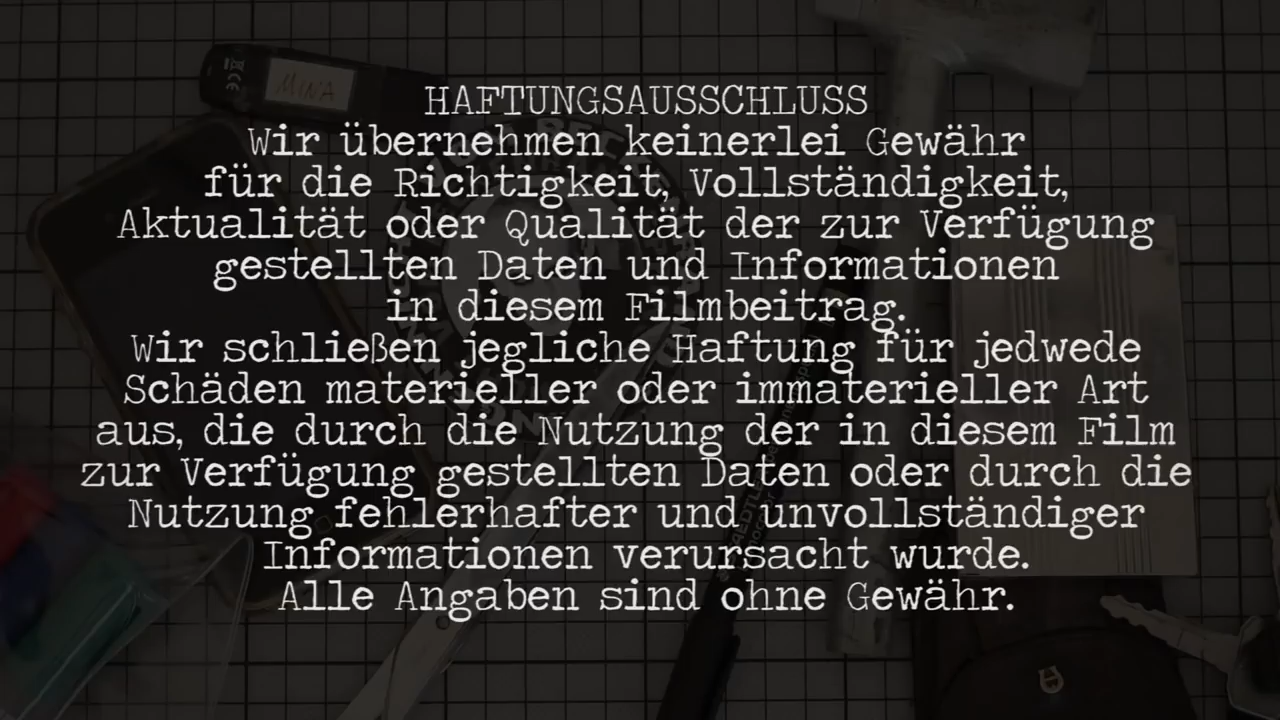 HAFTUNGSAUSSCHLUSS
Wir übernehmen keinerlei Gewähr
für die Richtigkeit, Vollständigkeit,
Aktualität oder Qualität der zur Verfügung
gestellten Daten und Informationen
in diesem Filmbeitrag.
Wir schließen jegliche Haftung für jedwede
Schäden materieller oder immaterieller Art
aus, die durch die Nutzung der in diesem Film
zur Verfügung gestellten Daten oder durch die
Nutzung fehlerhafter und unvollständiger
Informationen verursacht wurde.
Alle Angaben sind ohne Gewähr.
MINA